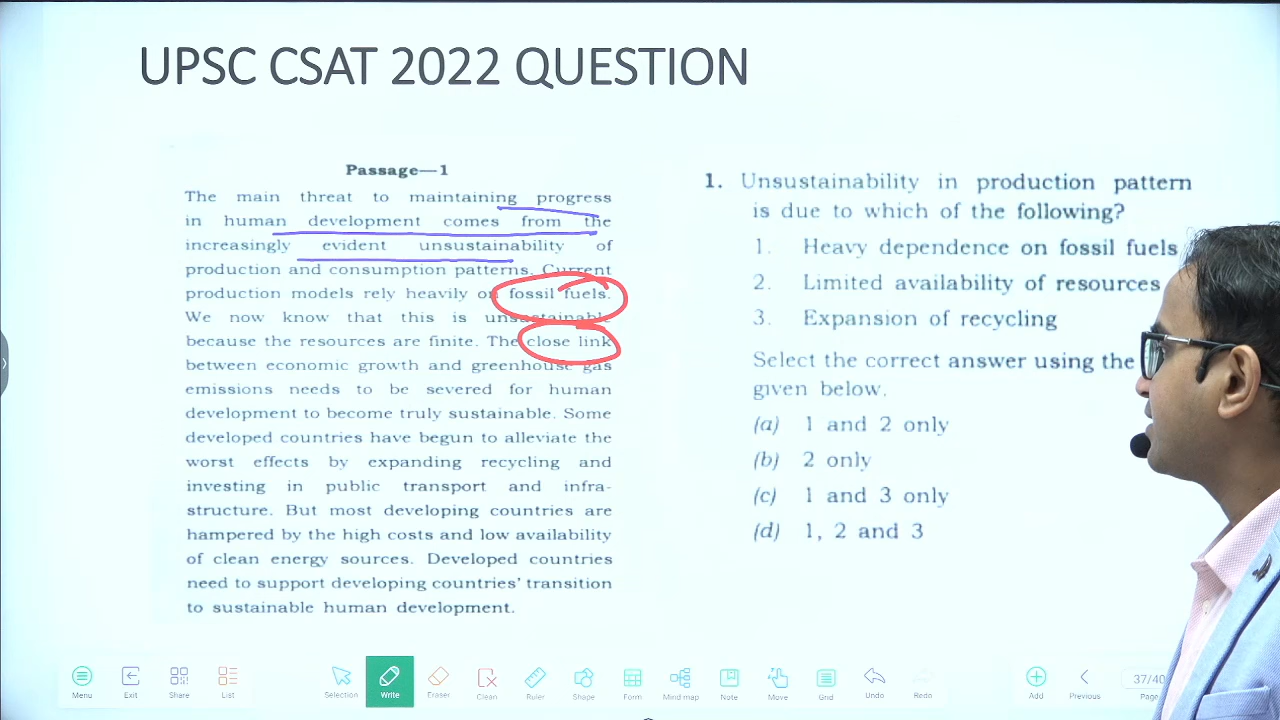 UPSC CSAT 2022 QUESTION
Passage—1
The main threat to maintaining progress
in human development comes from the
increasingly evident unsustainability of
production and consumption patterns. Current
production models rely heavily on fossil fuels.
We now know that this is unsustainable
because the resources are finite. The close link
between economic growth and greenhouse gas
emissions needs to be severed for human
development to become truly sustainable. Some
developed countries have begun to alleviate the
worst effects by expanding recycling and
investing in public transport and infra-
structure. But most developing countries are
hampered by the high costs and low availability
of clean energy sources. Developed countries
need to support developing countries' transition
to sustainable human development.
1. Unsustainability in production pattern
is due to which of the following?
1. Heavy dependence on fossil fuels
2. Limited availability of resources
3. Expansion of recycling
Select the correct answer using the
given below.
(a) 1 and 2 only
(b) 2 only
(c) 1 and 3 only
(d) 1, 2 and 3
Menu Exit Share List Selection Write Eraser Clean Ruler Shape Form Mind map Note Move Grid Undo Redo Add Previous 37/40 Page